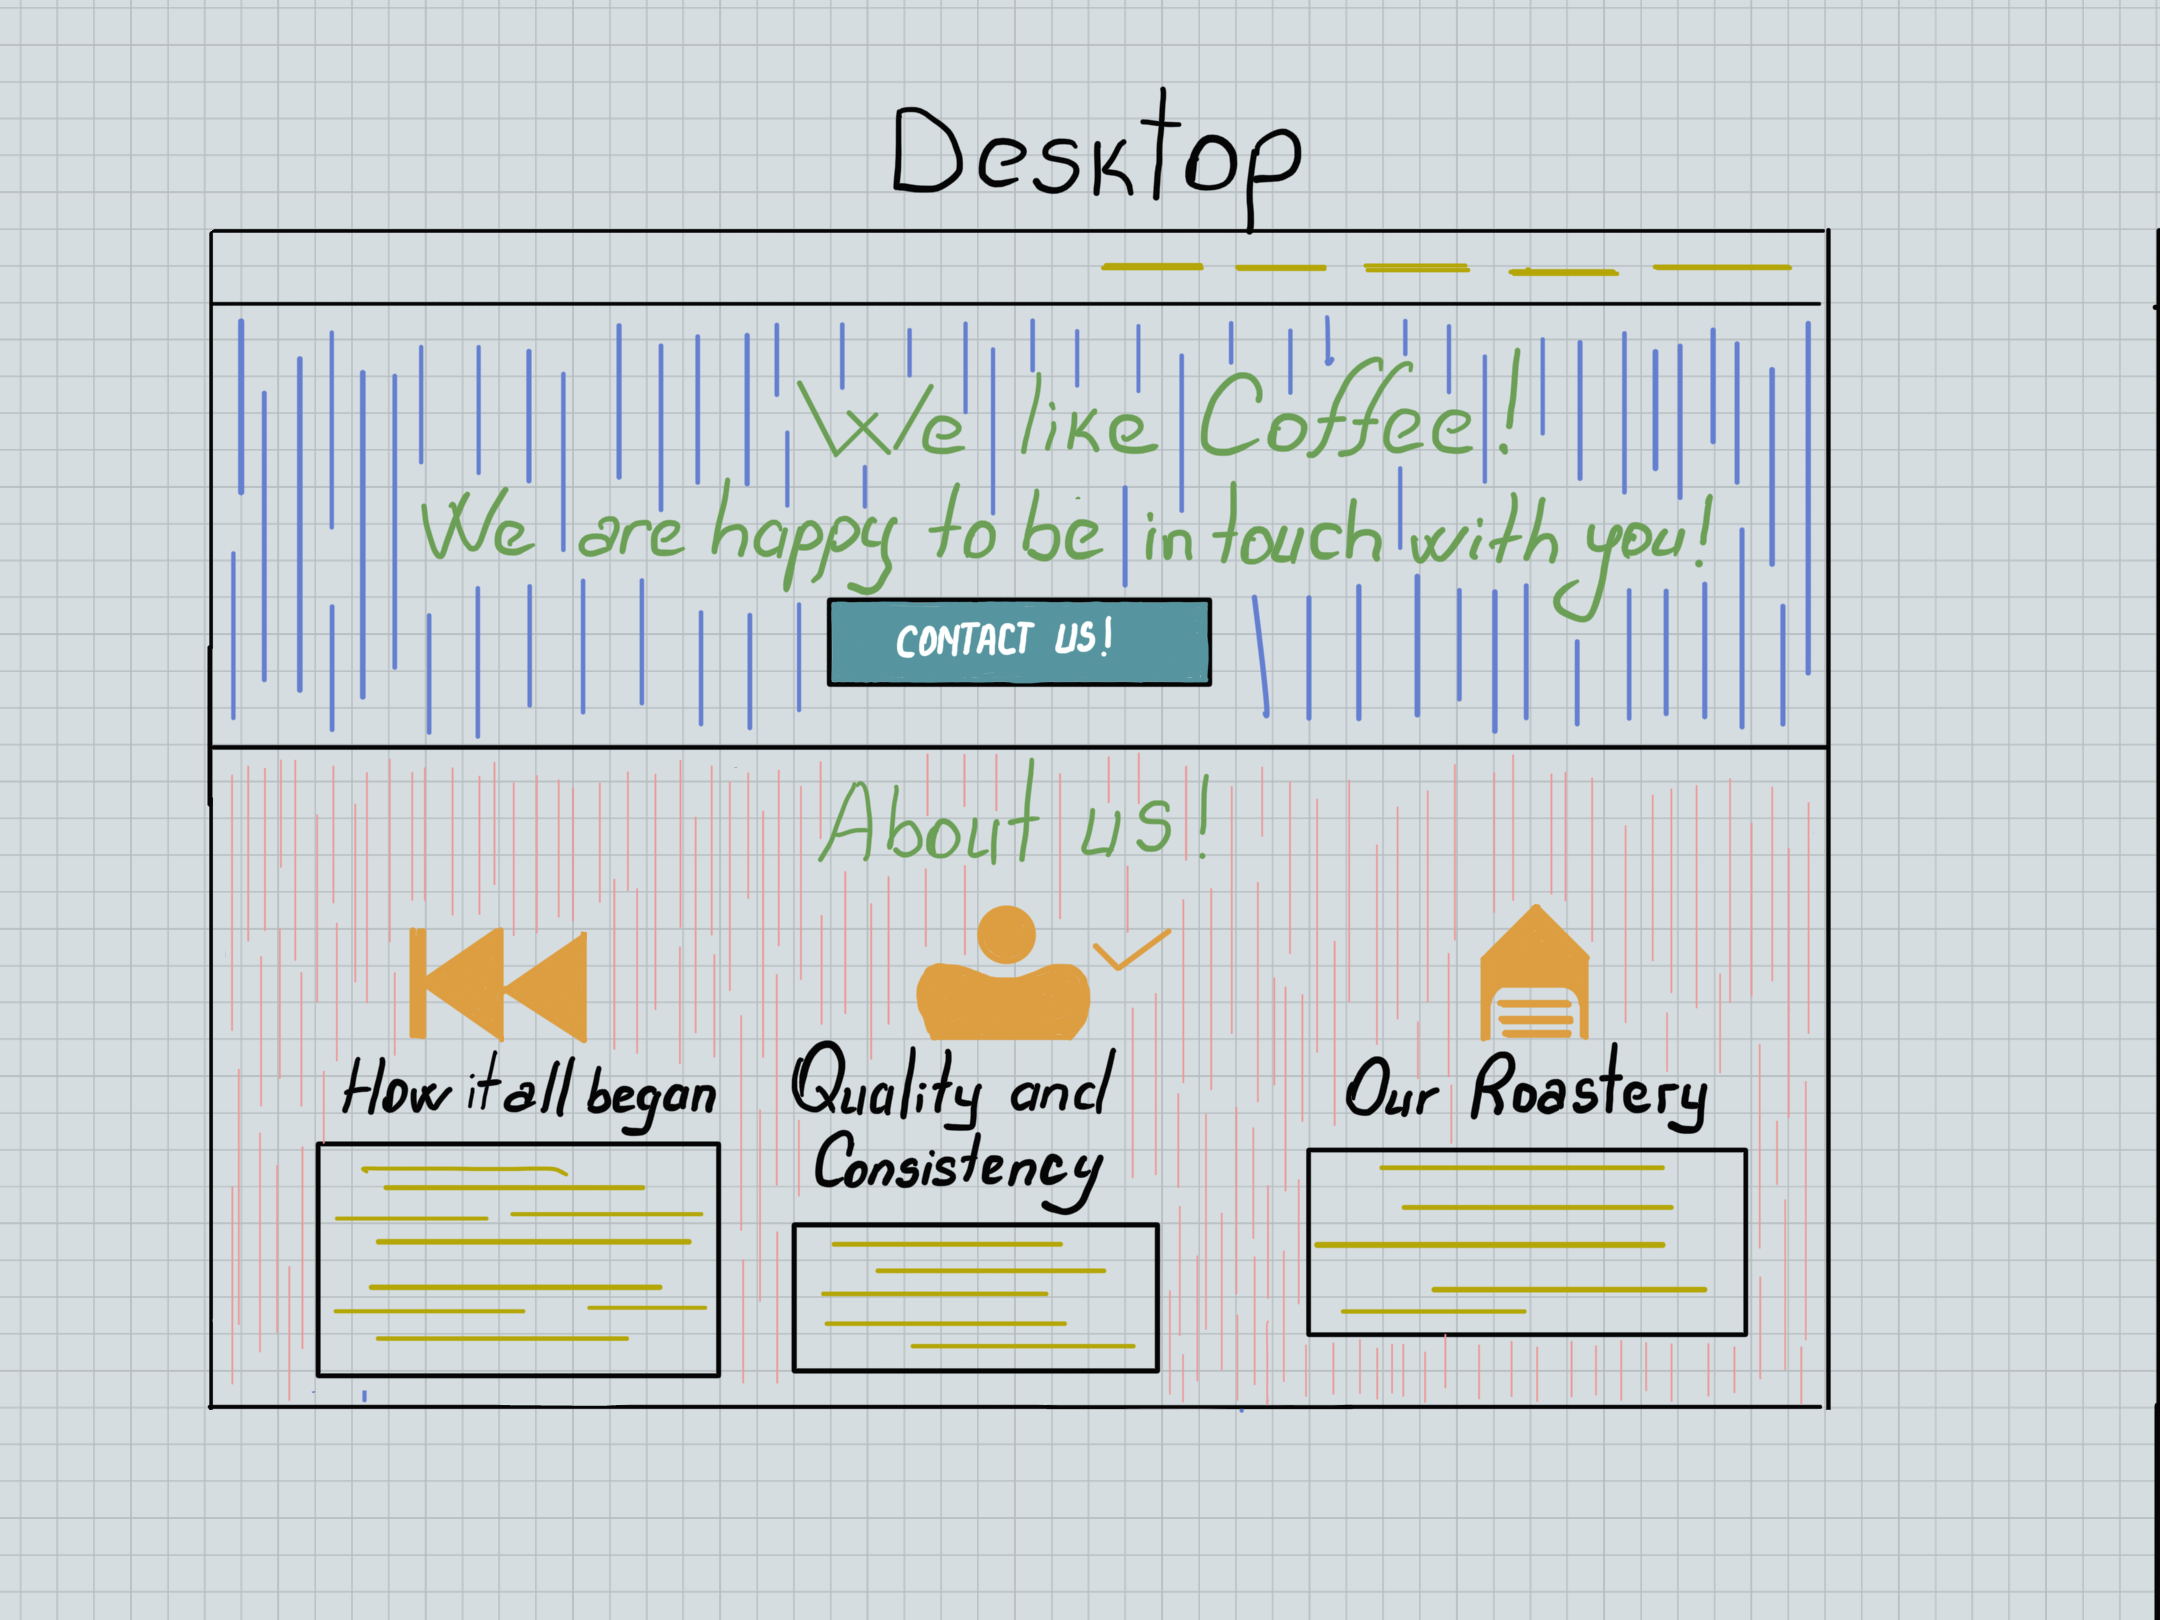 Desktop
We like Coffee!
We are happy to be in touch with you!
CONTACT US!
About us!
How it all began
Quality and
Consistency
Our Roastery